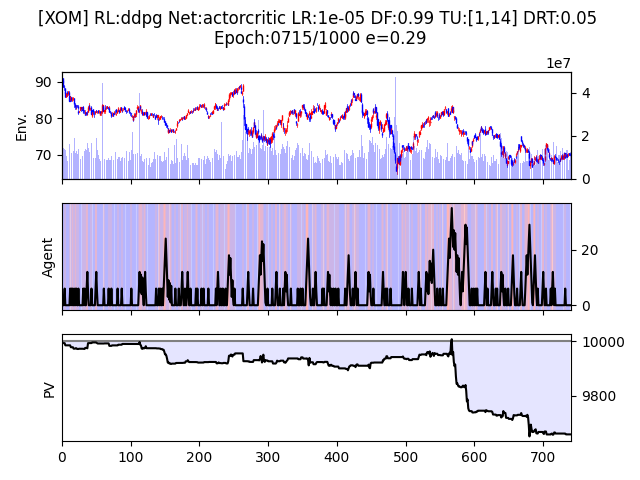 [XOM] RL:ddpg Net:actorcritic LR:1e-05 DF:0.99 TU:[1,14] DRT:0.05
Epoch:0715/1000 e=0.29
1e7
Env.
90
80
70
4
2
0
Agent
20
0
PV
10000
9800
0 100 200 300 400 500 600 700